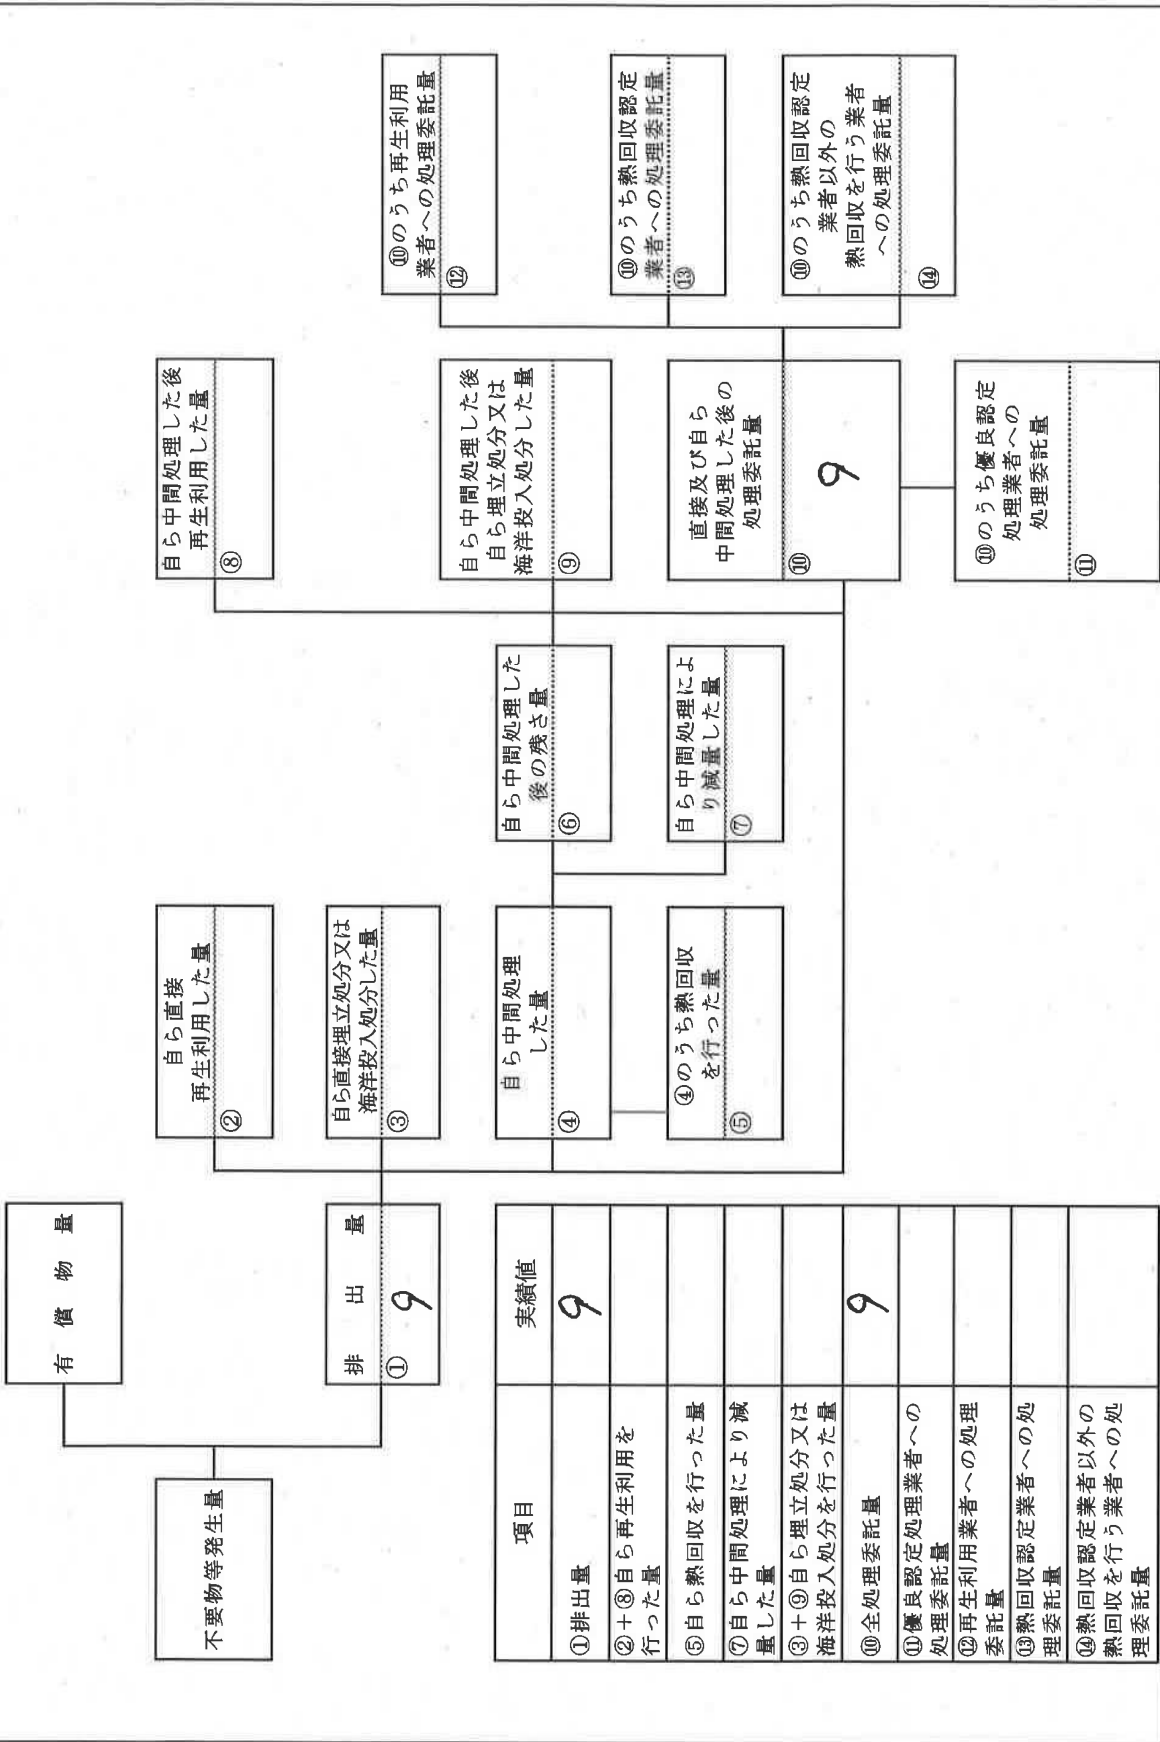 有償物量
不要物等発生量
排出量
① 9
自ら直接
再生利用した量
②
自ら直接埋立処分又は
海洋投入処分した量
③
自ら中間処理
した量
④
④のうち熱回収
を行った量
⑤
自ら中間処理した
後の残さ量
⑥
自ら中間処理によ
り減量した量
⑦
自ら中間処理した後
再生利用した量
⑧
自ら中間処理した後
自ら埋立処分又は
海洋投入処分した量
⑨
直接及び自ら
中間処理した後の
処理委託量
⑩ 9
⑩のうち優良認定
処理業者への
処理委託量
⑪
⑩のうち再生利用
業者への処理委託量
⑫
⑩のうち熱回収認定
業者への処理委託量
⑬
⑩のうち熱回収認定
業者以外の
熱回収を行う業者
への処理委託量
⑭
項目 実績値
①排出量 9
②+⑧自ら再生利用を
行った量
⑤自ら熱回収を行った量
⑦自ら中間処理により減
量した量
③+⑨自ら埋立処分又は
海洋投入処分を行った量
⑩全処理委託量 9
⑪優良認定処理業者への
処理委託量
⑫再生利用業者への処理
委託量
⑬熱回収認定業者への処
理委託量
⑭熱回収認定業者以外の
熱回収を行う業者への処
理委託量